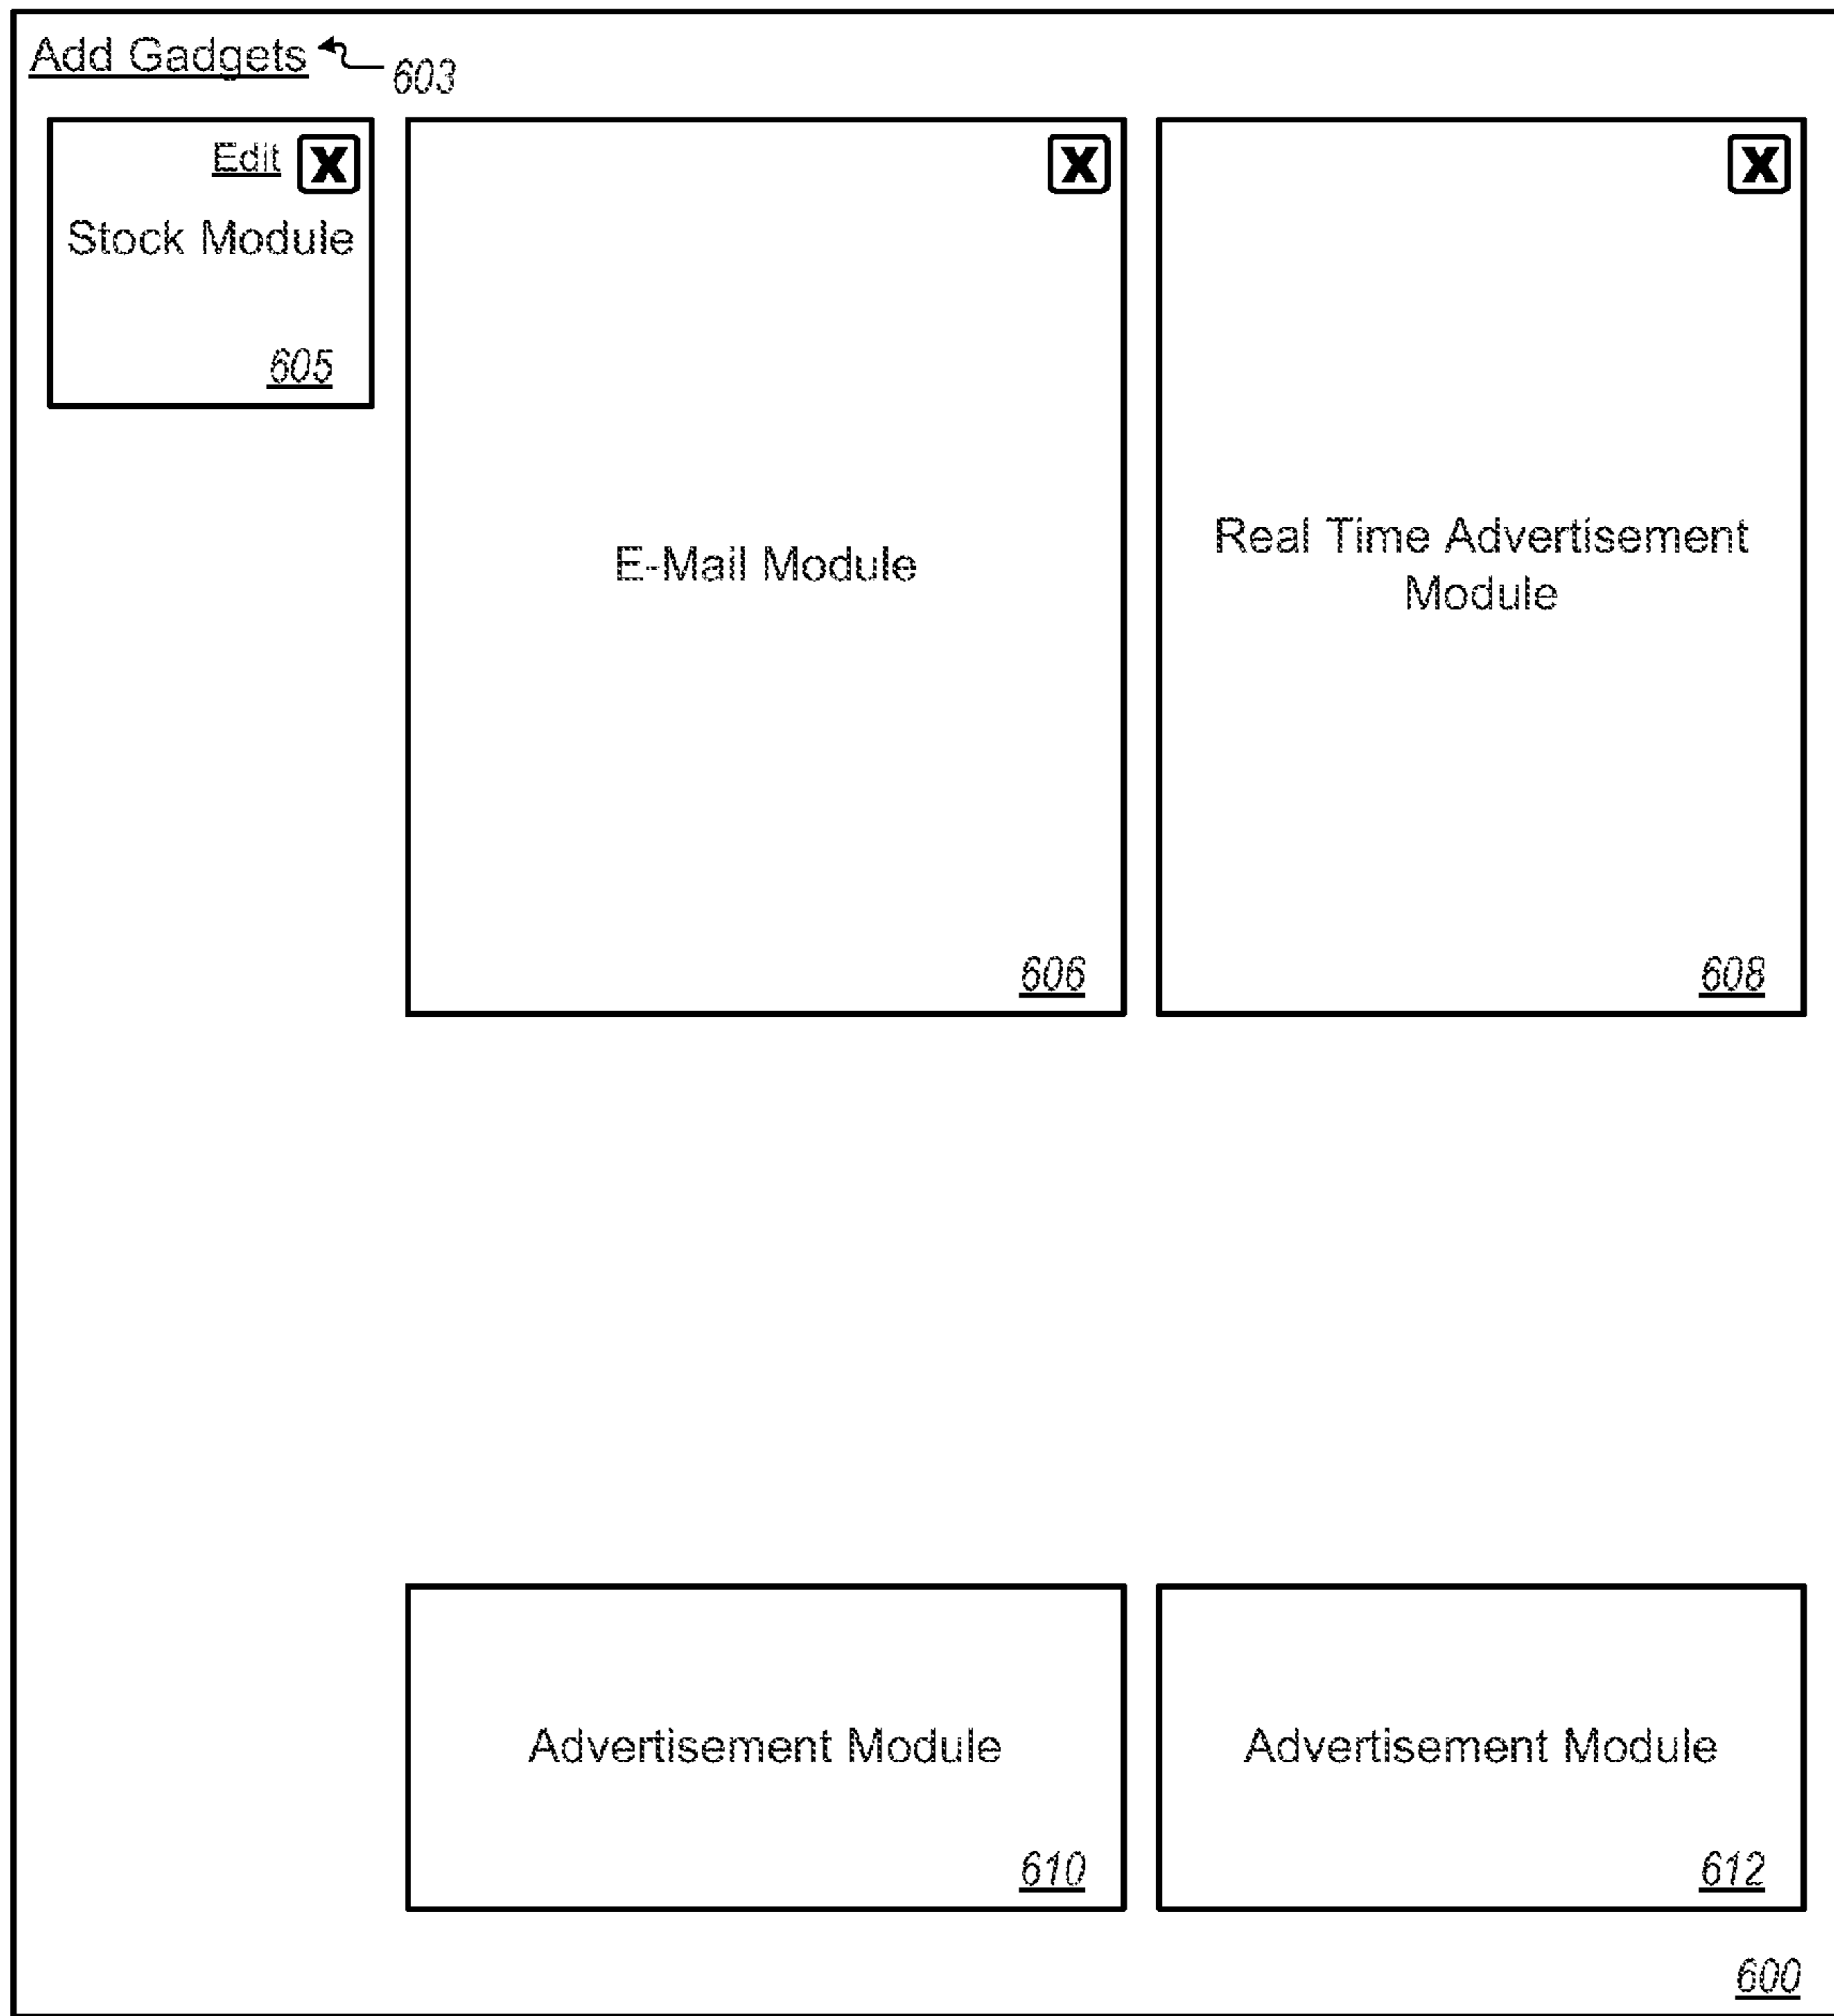 Add Gadgets
603
Edit X
Stock Module
605
X
E-Mail Module
606
X
Real Time Advertisement
Module
608
Advertisement Module
610
Advertisement Module
612
600